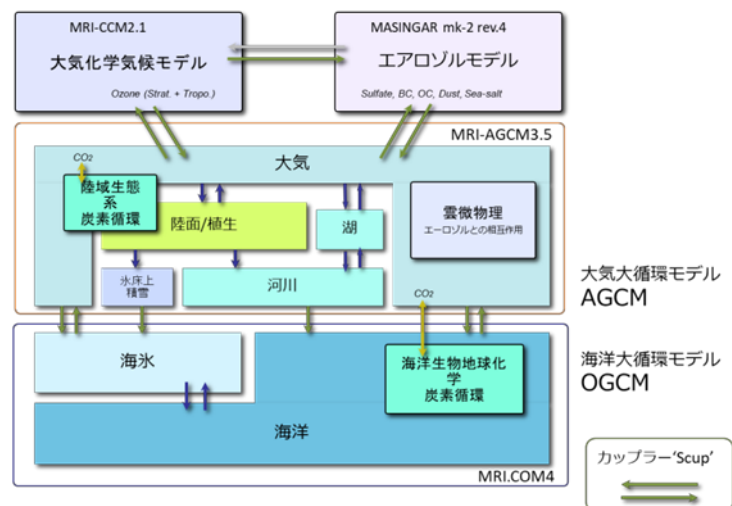 MRI-CCM2.1
大気化学気候モデル
Ozone (Strat. + Tropo.)
MASINGAR mk-2 rev.4
エアロゾルモデル
Sulfate, BC, OC, Dust, Sea-salt
MRI-AGCM3.5
大気
CO2
陸域生態
系
炭素循環
陸面/植生
湖
雲微物理
エーロゾルとの相互作用
氷床上
積雪
河川
CO2
大気大循環モデル
AGCM
海氷
海洋生物地球化
学
炭素循環
海洋
MRI.COM4
海洋大循環モデル
OGCM
カップラー‘Scup’